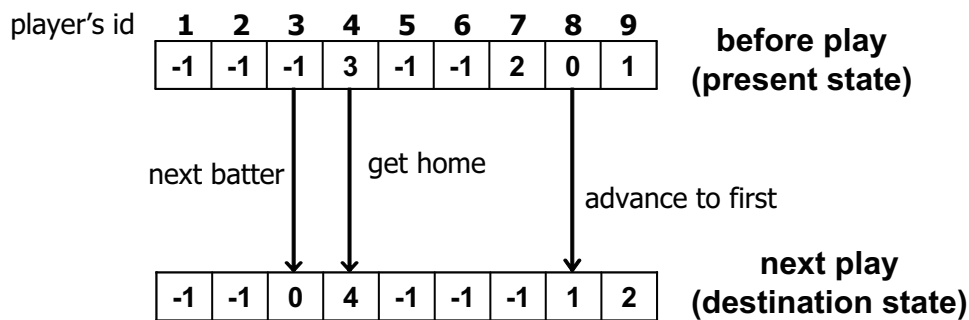 player's id 1 2 3 4 5 6 7 8 9
-1 -1 -1 3 -1 -1 2 0 1
before play
(present state)
next batter
get home
advance to first
-1 -1 0 4 -1 -1 -1 1 2
next play
(destination state)